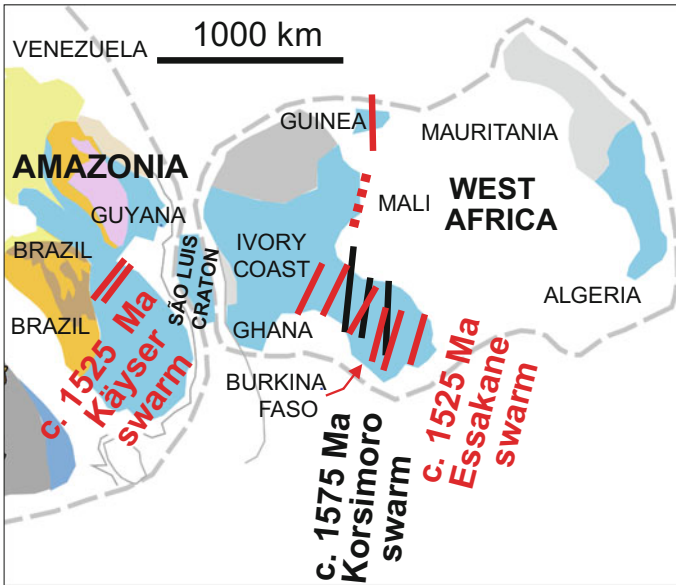 VENEZUELA
1000 km
GUINEA
MAURITANIA
AMAZONIA
GUYANA
MALI
WEST
AFRICA
BRAZIL
IVORY
COAST
SÃO LUIS
CRATON
ALGERIA
BRAZIL
GHANA
BURKINA
FASO
c. 1525 Ma
Käyser
swarm
c. 1575 Ma
Korsimoro
swarm
c. 1525 Ma
Essakane
swarm